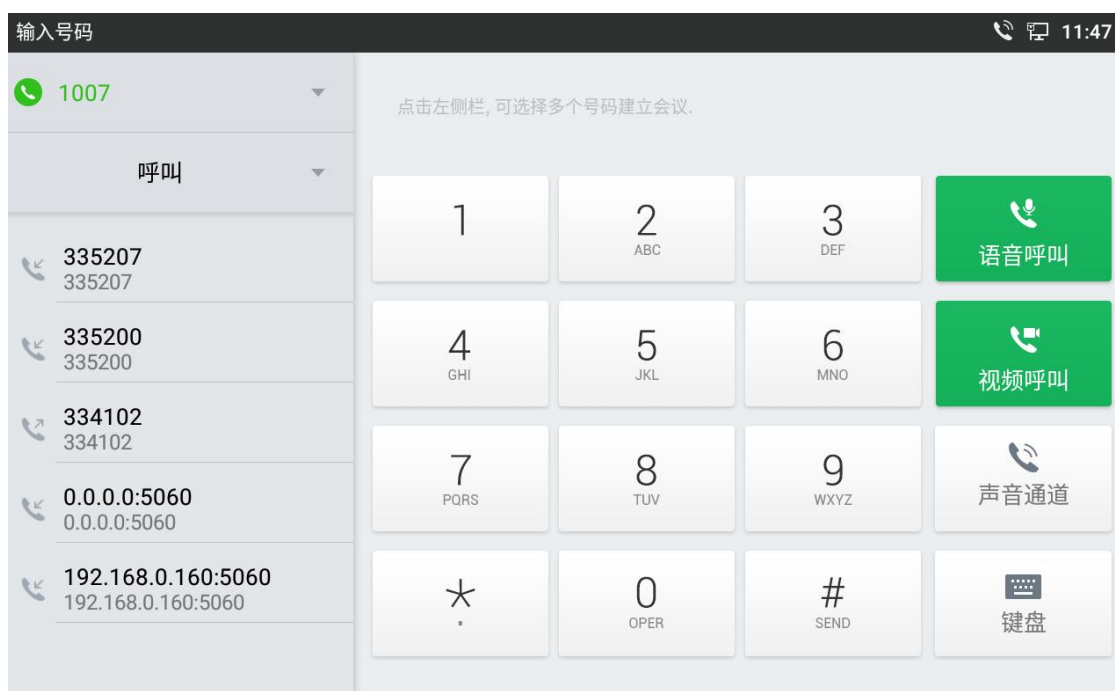 输入号码
11:47
1007
呼叫
335207
335207
335200
335200
334102
334102
0.0.0.0:5060
0.0.0.0:5060
192.168.0.160:5060
192.168.0.160:5060
点击左侧栏, 可选择多个号码建立会议.
1
2
ABC
3
DEF
语音呼叫
4
GHI
5
JKL
6
MNO
视频呼叫
7
PQRS
8
TUV
9
WXYZ
声音通道
*
.
0
OPER
#
SEND
键盘